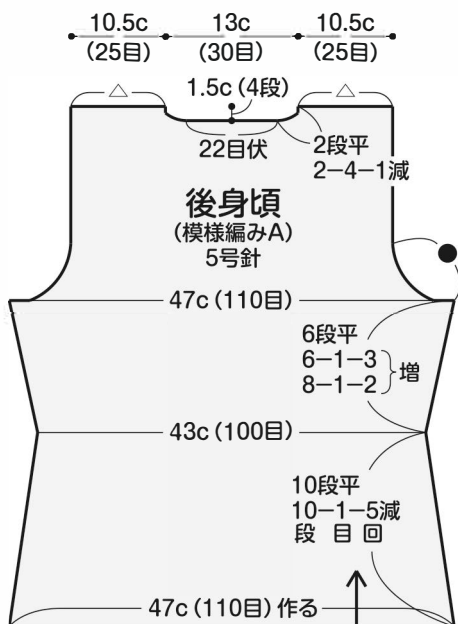 10.5c 13c 10.5c
(25目) (30目) (25目)
△ △
1.5c(4段)
22目伏
2段平
2−4−1減
後身頃
(模様編みA)
5号針
●
47c(110目)
6段平
6−1−3
8−1−2
増
43c(100目)
10段平
10−1−5減
段 目 回
47c(110目)作る